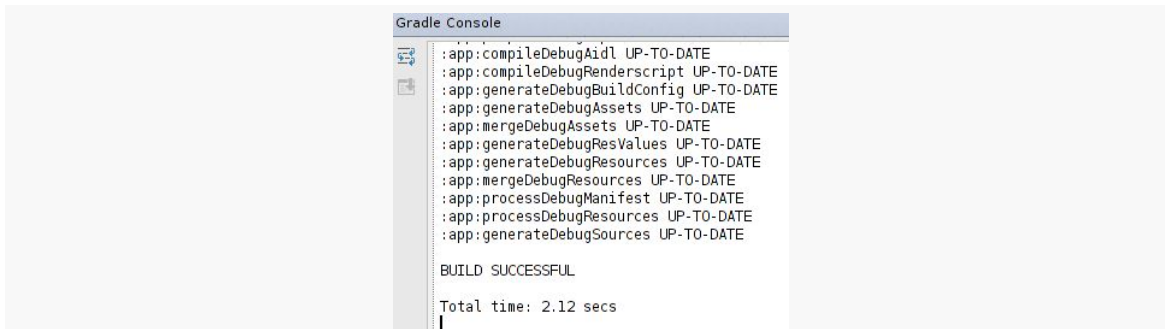 Gradle Console
:app:compileDebugAidl UP-TO-DATE
:app:compileDebugRenderscript UP-TO-DATE
:app:generateDebugBuildConfig UP-TO-DATE
:app:generateDebugAssets UP-TO-DATE
:app:mergeDebugAssets UP-TO-DATE
:app:generateDebugResValues UP-TO-DATE
:app:generateDebugResources UP-TO-DATE
:app:mergeDebugResources UP-TO-DATE
:app:processDebugManifest UP-TO-DATE
:app:processDebugResources UP-TO-DATE
:app:generateDebugSources UP-TO-DATE
BUILD SUCCESSFUL
Total time: 2.12 secs